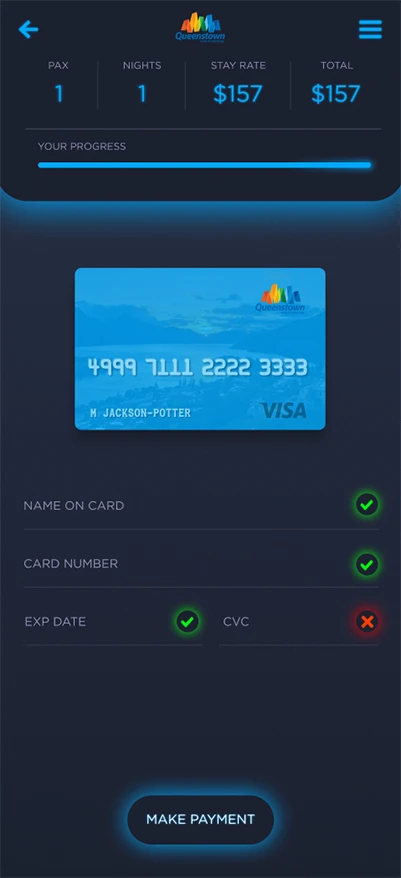 Queenstown
PAX NIGHTS STAY RATE TOTAL
1 1 $157 $157
YOUR PROGRESS
Queenstown
4999 7111 2222 3333
M JACKSON-POTTER VISA
NAME ON CARD
CARD NUMBER
EXP DATE CVC
MAKE PAYMENT